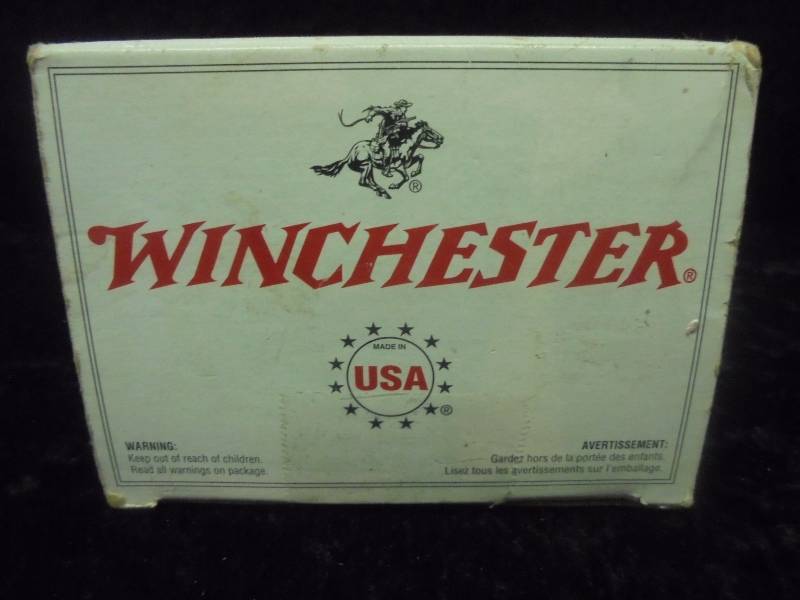 ®
WINCHESTER®
MADE IN
USA
®
WARNING:
Keep out of reach of children.
Read all warnings on package.
AVERTISSEMENT:
Gardez hors de la portée des enfants.
Lisez tous les avertissements sur l'emballage.